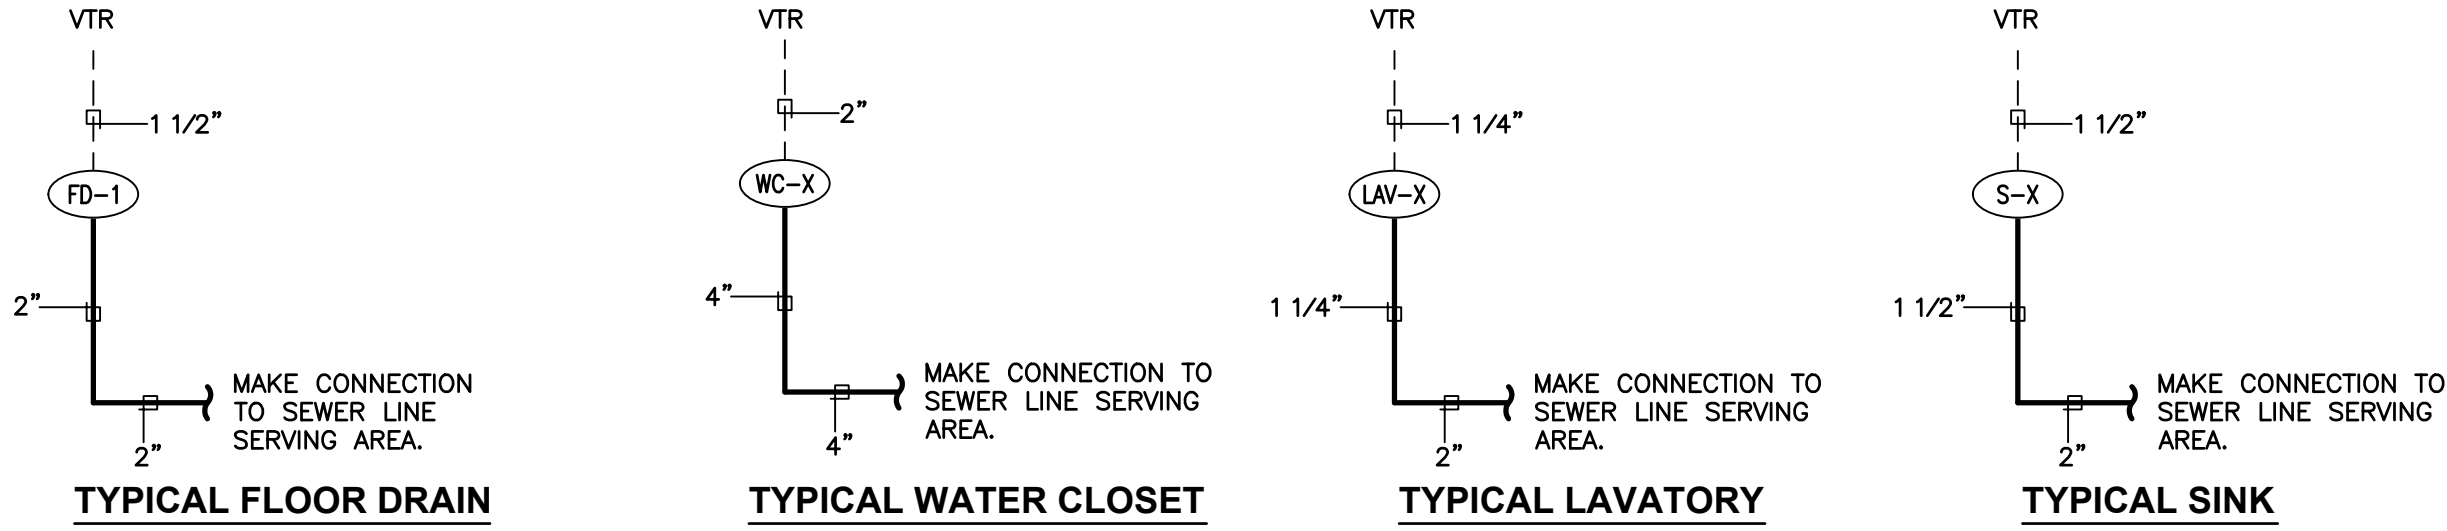 VTR
1 1/2”
FD-1
2”
2”
MAKE CONNECTION
TO SEWER LINE
SERVING AREA.
TYPICAL FLOOR DRAIN
VTR
2”
WC-X
4”
4”
MAKE CONNECTION TO
SEWER LINE SERVING
AREA.
TYPICAL WATER CLOSET
VTR
1 1/4”
LAV-X
1 1/4”
2”
MAKE CONNECTION TO
SEWER LINE SERVING
AREA.
TYPICAL LAVATORY
VTR
1 1/2”
S-X
1 1/2”
2”
MAKE CONNECTION TO
SEWER LINE SERVING
AREA.
TYPICAL SINK